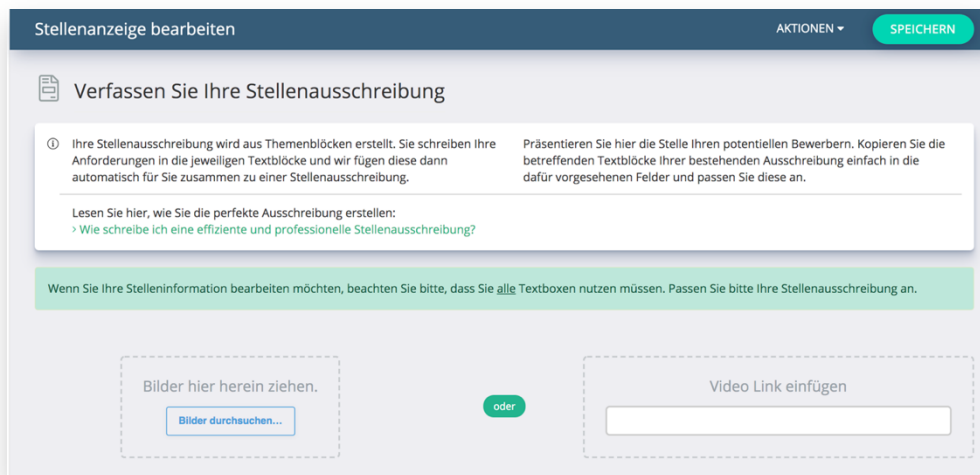 Stellenanzeige bearbeiten
AKTIONEN
SPEICHERN
Verfassen Sie Ihre Stellenausschreibung
Ihre Stellenausschreibung wird aus Themenblöcken erstellt. Sie schreiben Ihre
Anforderungen in die jeweiligen Textblöcke und wir fügen diese dann
automatisch für Sie zusammen zu einer Stellenausschreibung.
Präsentieren Sie hier die Stelle Ihren potentiellen Bewerbern. Kopieren Sie die
betreffenden Textblöcke Ihrer bestehenden Ausschreibung einfach in die
dafür vorgesehenen Felder und passen Sie diese an.
Lesen Sie hier, wie Sie die perfekte Ausschreibung erstellen:
› Wie schreibe ich eine effiziente und professionelle Stellenausschreibung?
Wenn Sie Ihre Stelleninformation bearbeiten möchten, beachten Sie bitte, dass Sie alle Textboxen nutzen müssen. Passen Sie bitte Ihre Stellenausschreibung an.
Bilder hier herein ziehen.
Bilder durchsuchen...
oder
Video Link einfügen